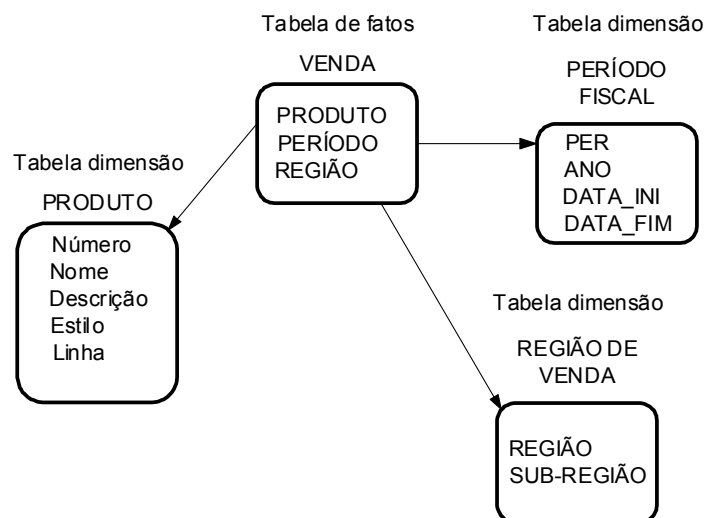 Tabela de fatos
VENDA
PRODUTO
PERÍODO
REGIÃO
Tabela dimensão
PERÍODO
FISCAL
PER
ANO
DATA_INI
DATA_FIM
Tabela dimensão
PRODUTO
Número
Nome
Descrição
Estilo
Linha
Tabela dimensão
REGIÃO DE
VENDA
REGIÃO
SUB-REGIÃO